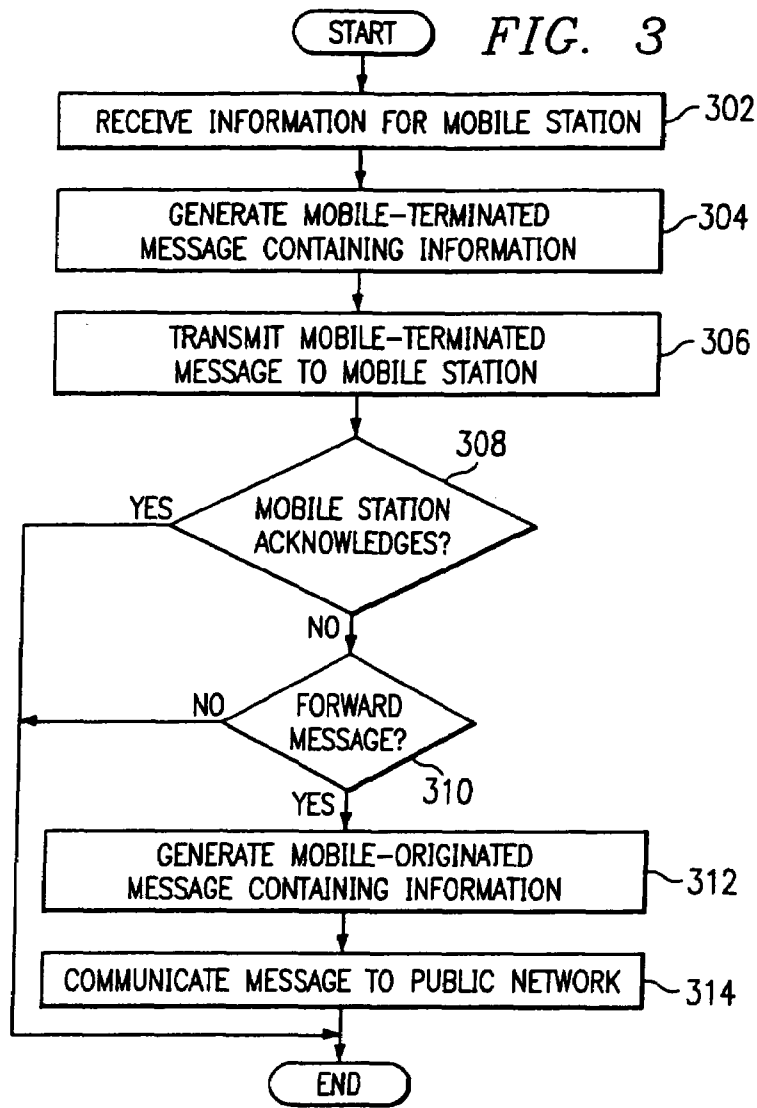 START
FIG. 3
RECEIVE INFORMATION FOR MOBILE STATION
302
GENERATE MOBILE-TERMINATED
MESSAGE CONTAINING INFORMATION
304
TRANSMIT MOBILE-TERMINATED
MESSAGE TO MOBILE STATION
306
308
YES
MOBILE STATION
ACKNOWLEDGES?
NO
NO
FORWARD
MESSAGE?
310
YES
GENERATE MOBILE-ORIGINATED
MESSAGE CONTAINING INFORMATION
312
COMMUNICATE MESSAGE TO PUBLIC NETWORK
314
END